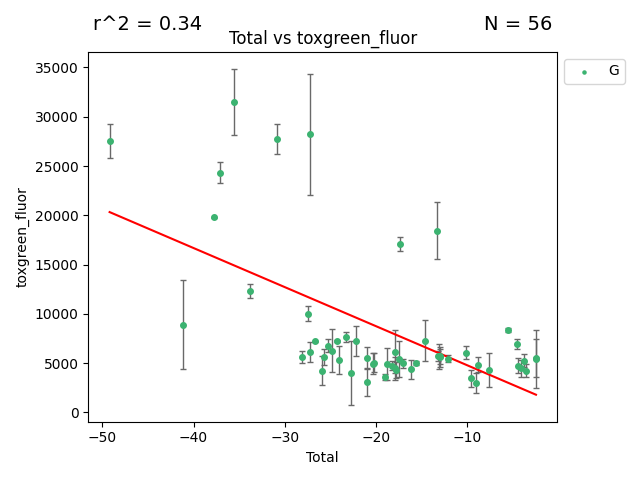 r^2 = 0.34
N = 56
Total vs toxgreen_fluor
G
35000
30000
25000
20000
15000
10000
5000
0
toxgreen_fluor
−50
−40
−30
−20
−10
Total